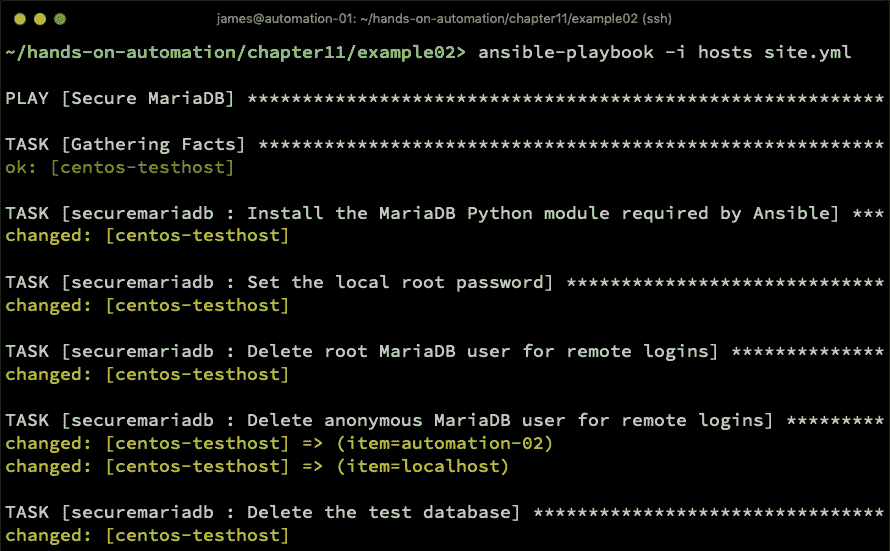 james@automation-01: ~/hands-on-automation/chapter11/example02 (ssh)
~/hands-on-automation/chapter11/example02> ansible-playbook -i hosts site.yml
PLAY [Secure MariaDB] **********************************************************
TASK [Gathering Facts] *********************************************************
ok: [centos-testhost]
TASK [securemariadb : Install the MariaDB Python module required by Ansible] ***
changed: [centos-testhost]
TASK [securemariadb : Set the local root password] *****************************
changed: [centos-testhost]
TASK [securemariadb : Delete root MariaDB user for remote logins] **************
changed: [centos-testhost]
TASK [securemariadb : Delete anonymous MariaDB user for remote logins] *********
changed: [centos-testhost] => (item=automation-02)
changed: [centos-testhost] => (item=localhost)
TASK [securemariadb : Delete the test database] ********************************
changed: [centos-testhost]